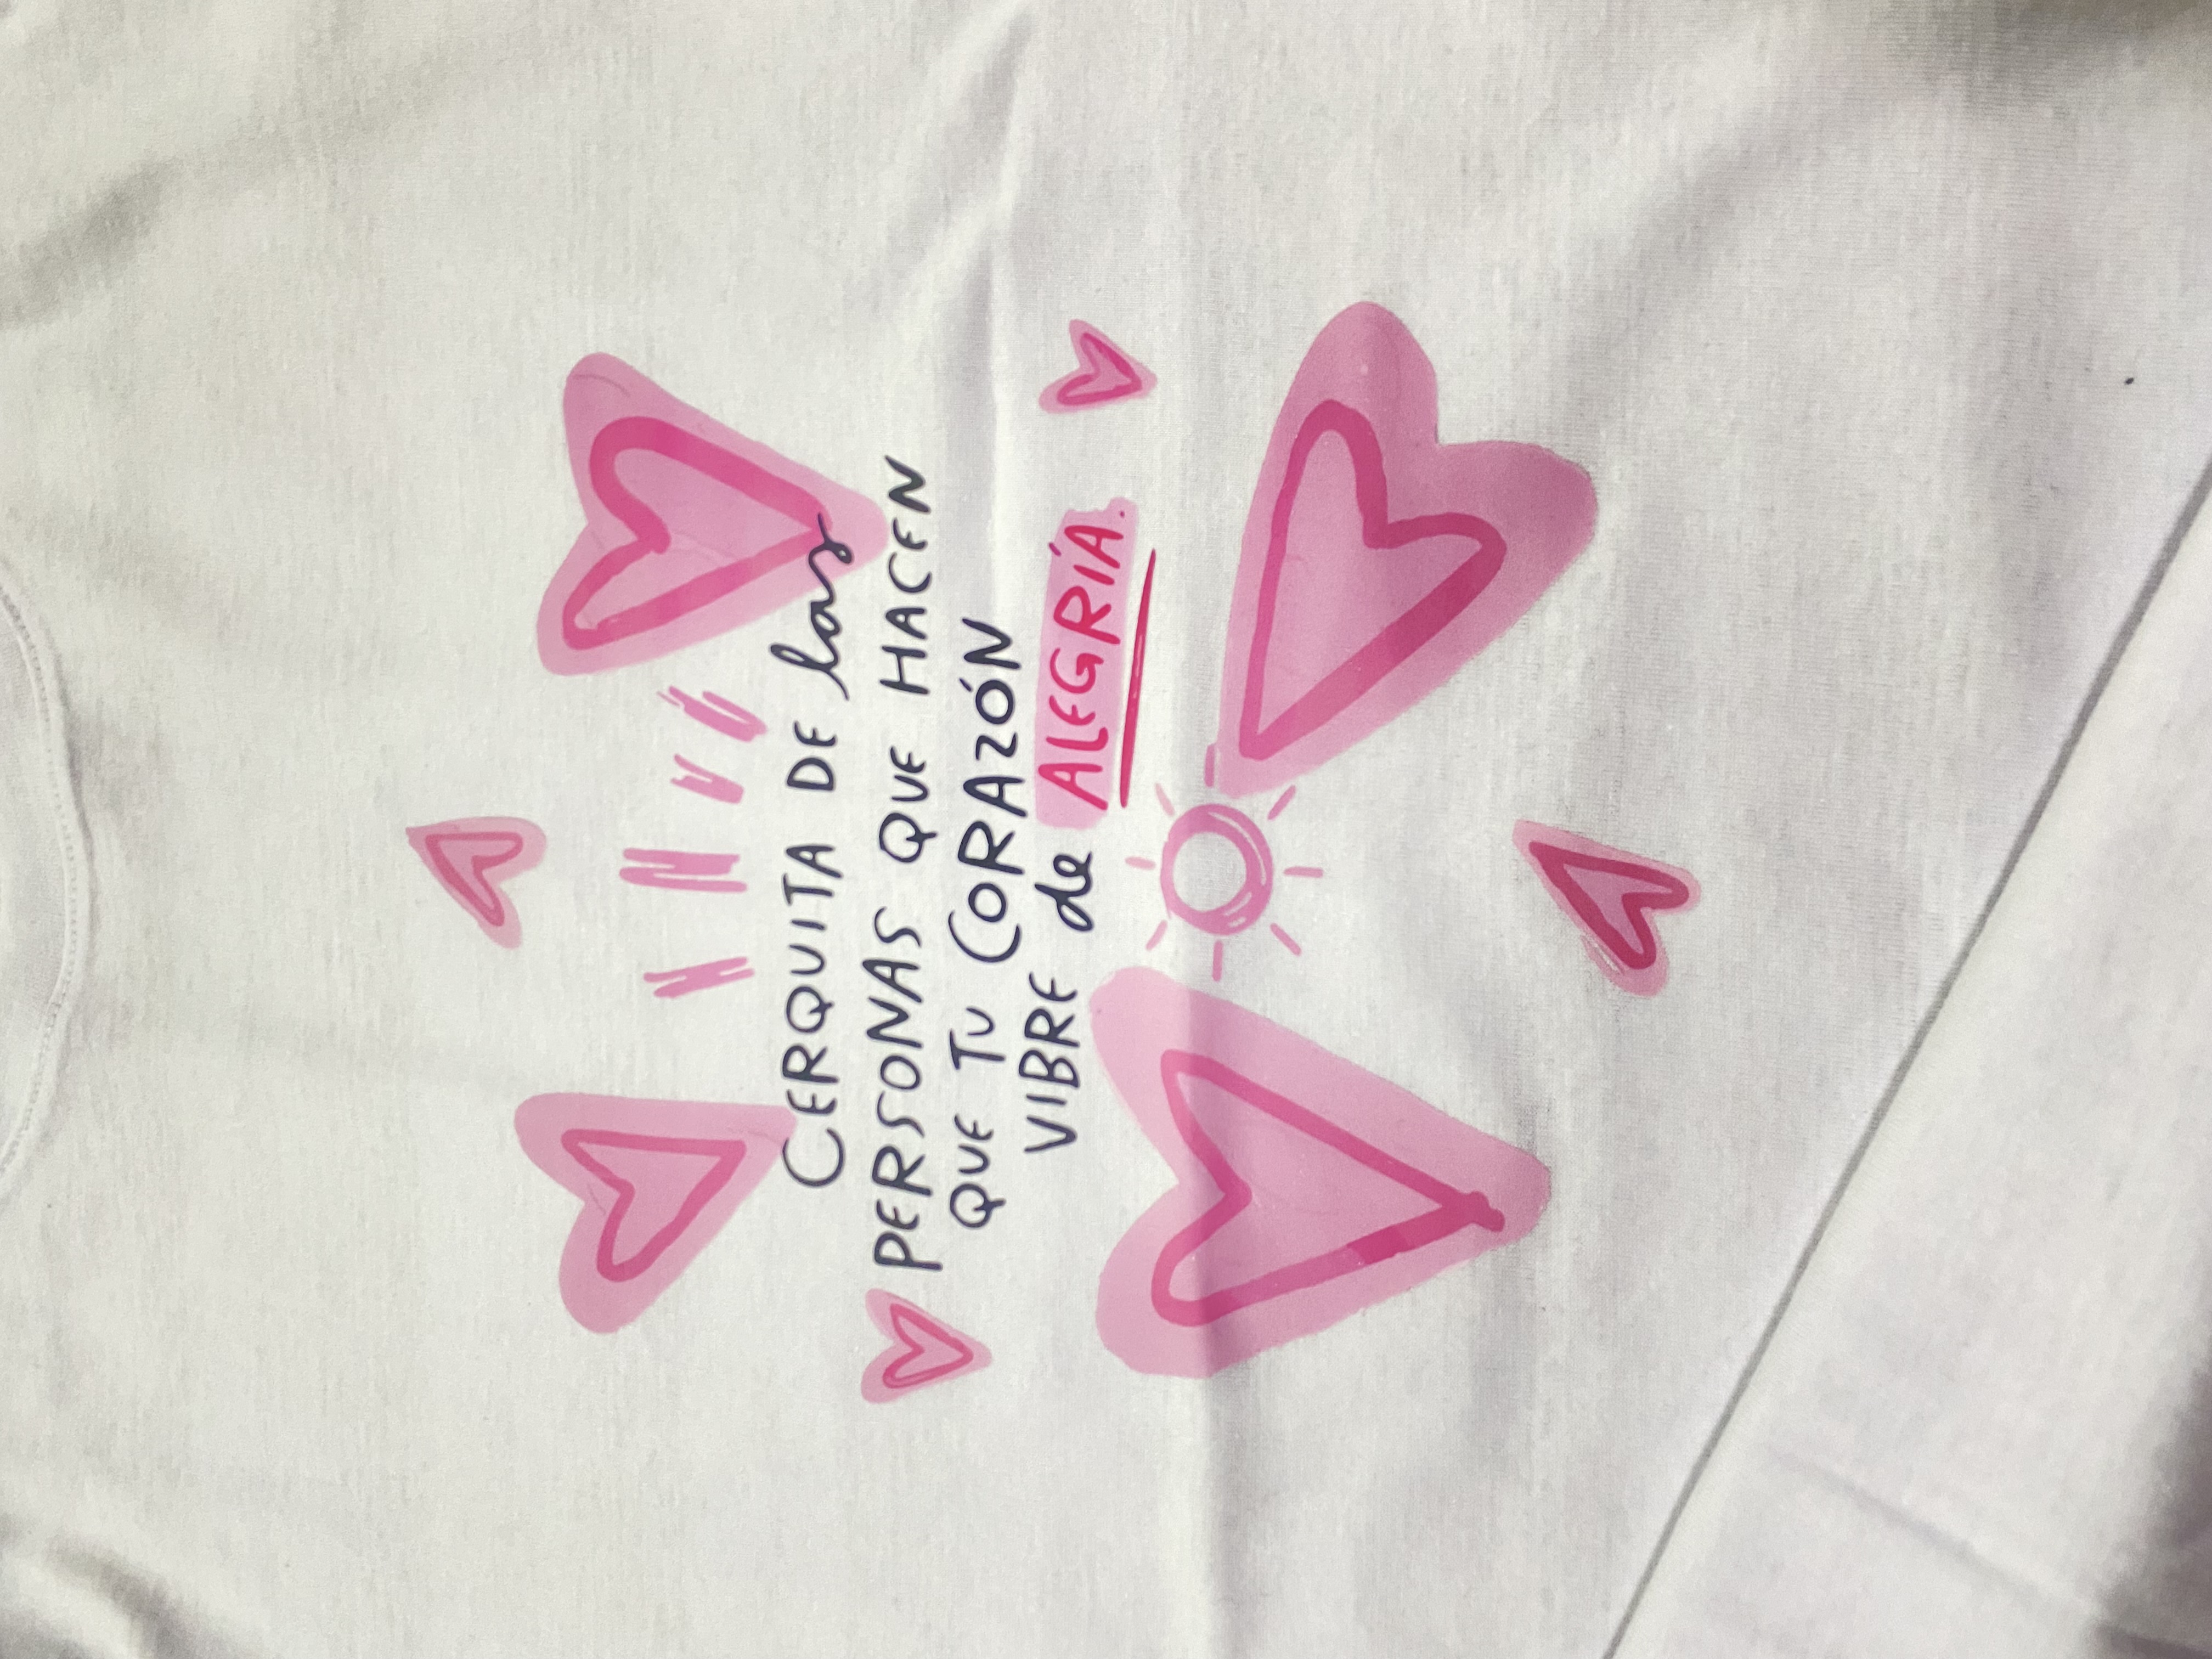 CERQUITA DE las
PERSONAS QUE HACEN
QUE TU CORAZÓN
VIBRE de ALEGRÍA.